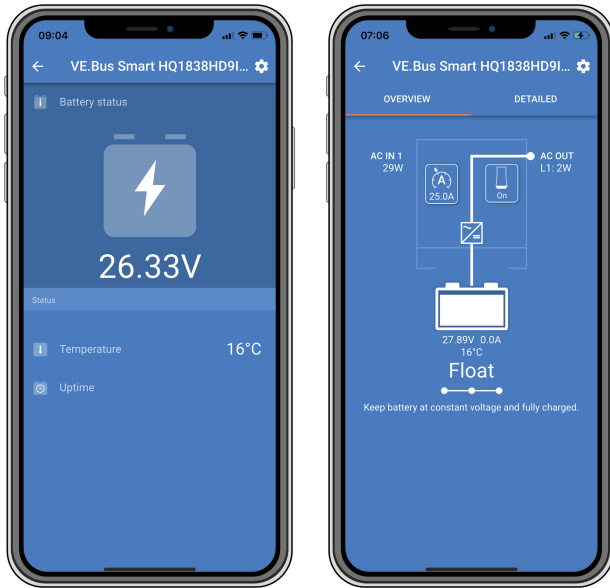 09:04
VE.Bus Smart HQ1838HD9I...
Battery status
26.33V
Status
Temperature 16°C
Uptime
07:06
VE.Bus Smart HQ1838HD9I...
OVERVIEW DETAILED
AC IN 1
29W
25.0A
On
AC OUT
L1: 2W
27.89V 0.0A
16°C
Float
Keep battery at constant voltage and fully charged.